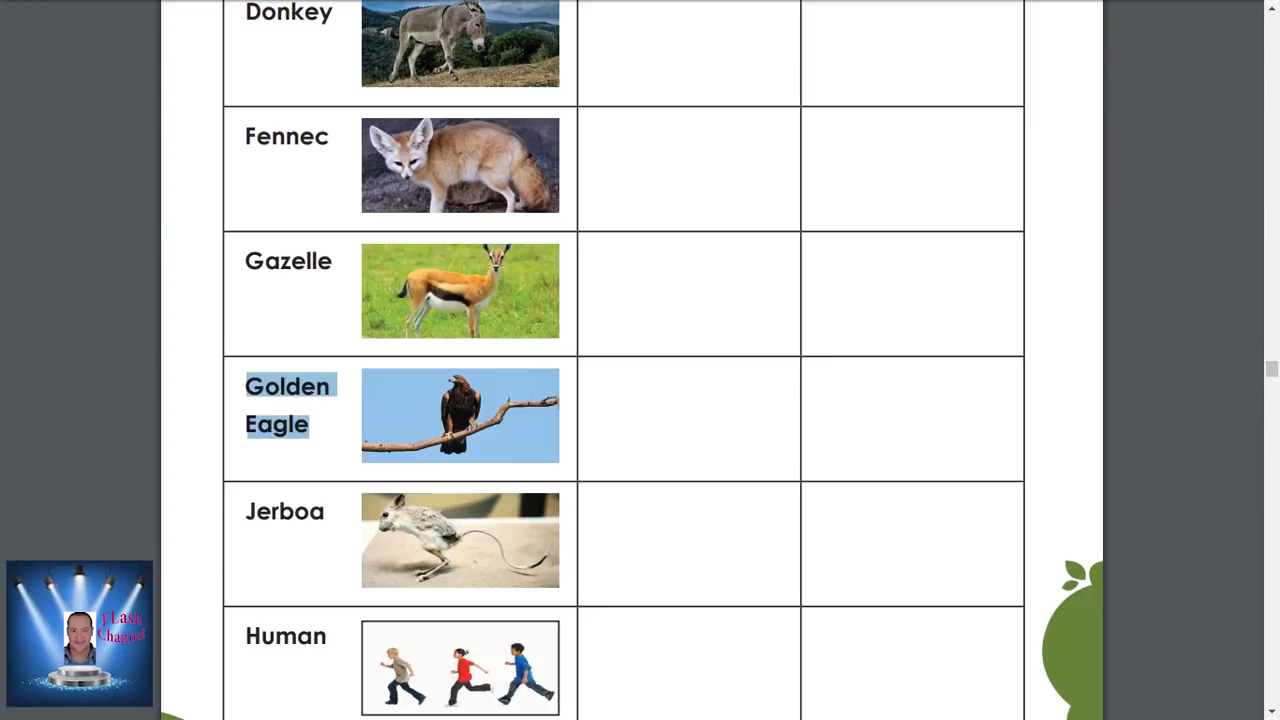 Donkey
Fennec
Gazelle
Golden
Eagle
Jerboa
Human
Flash
Channel